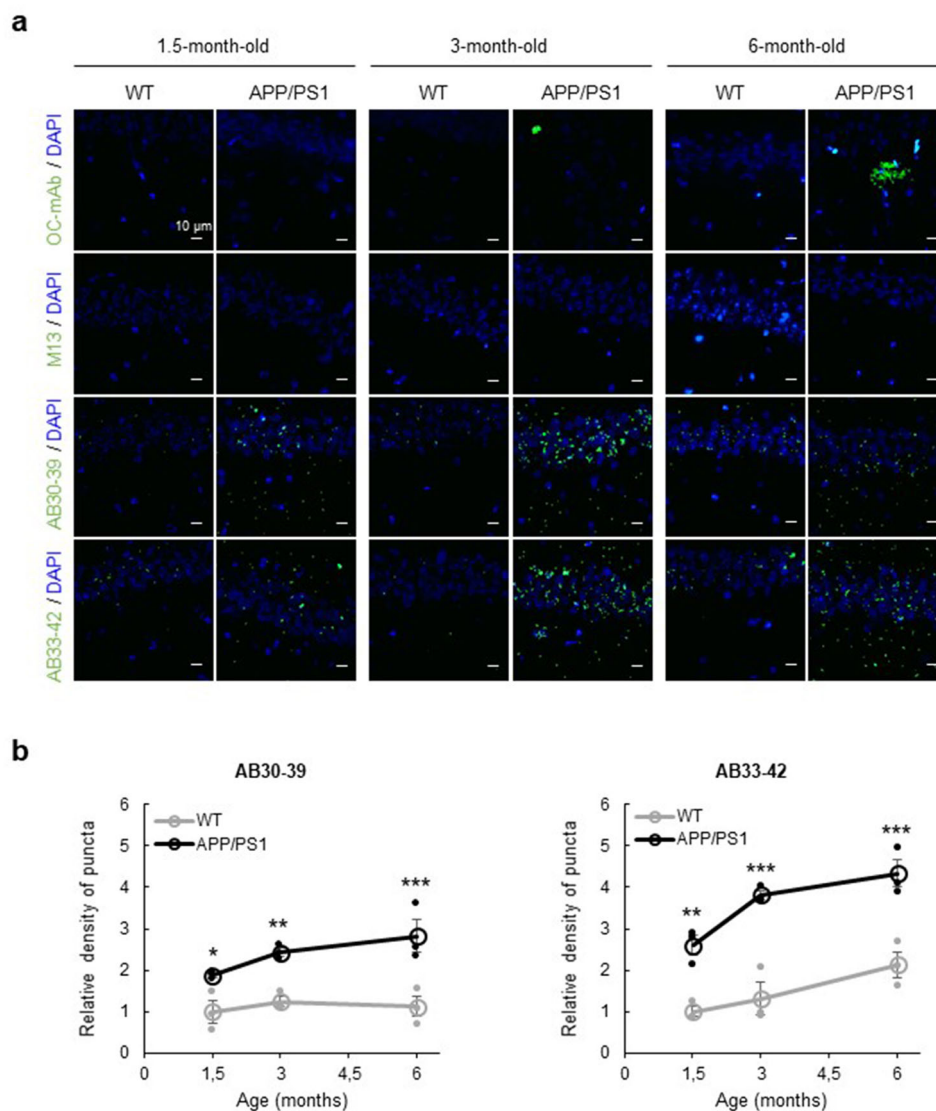 a
1.5-month-old 3-month-old 6-month-old
WT APP/PS1 WT APP/PS1 WT APP/PS1
OC-mAb / DAPI
10 µm
M13 / DAPI
AB30-39 / DAPI
AB33-42 / DAPI
b
AB30-39
Relative density of puncta
6
5
4
3
2
1
0
WT
APP/PS1
*
**
***
0 1,5 3 4,5 6
Age (months)
AB33-42
Relative density of puncta
6
5
4
3
2
1
0
WT
APP/PS1
**
***
***
0 1,5 3 4,5 6
Age (months)